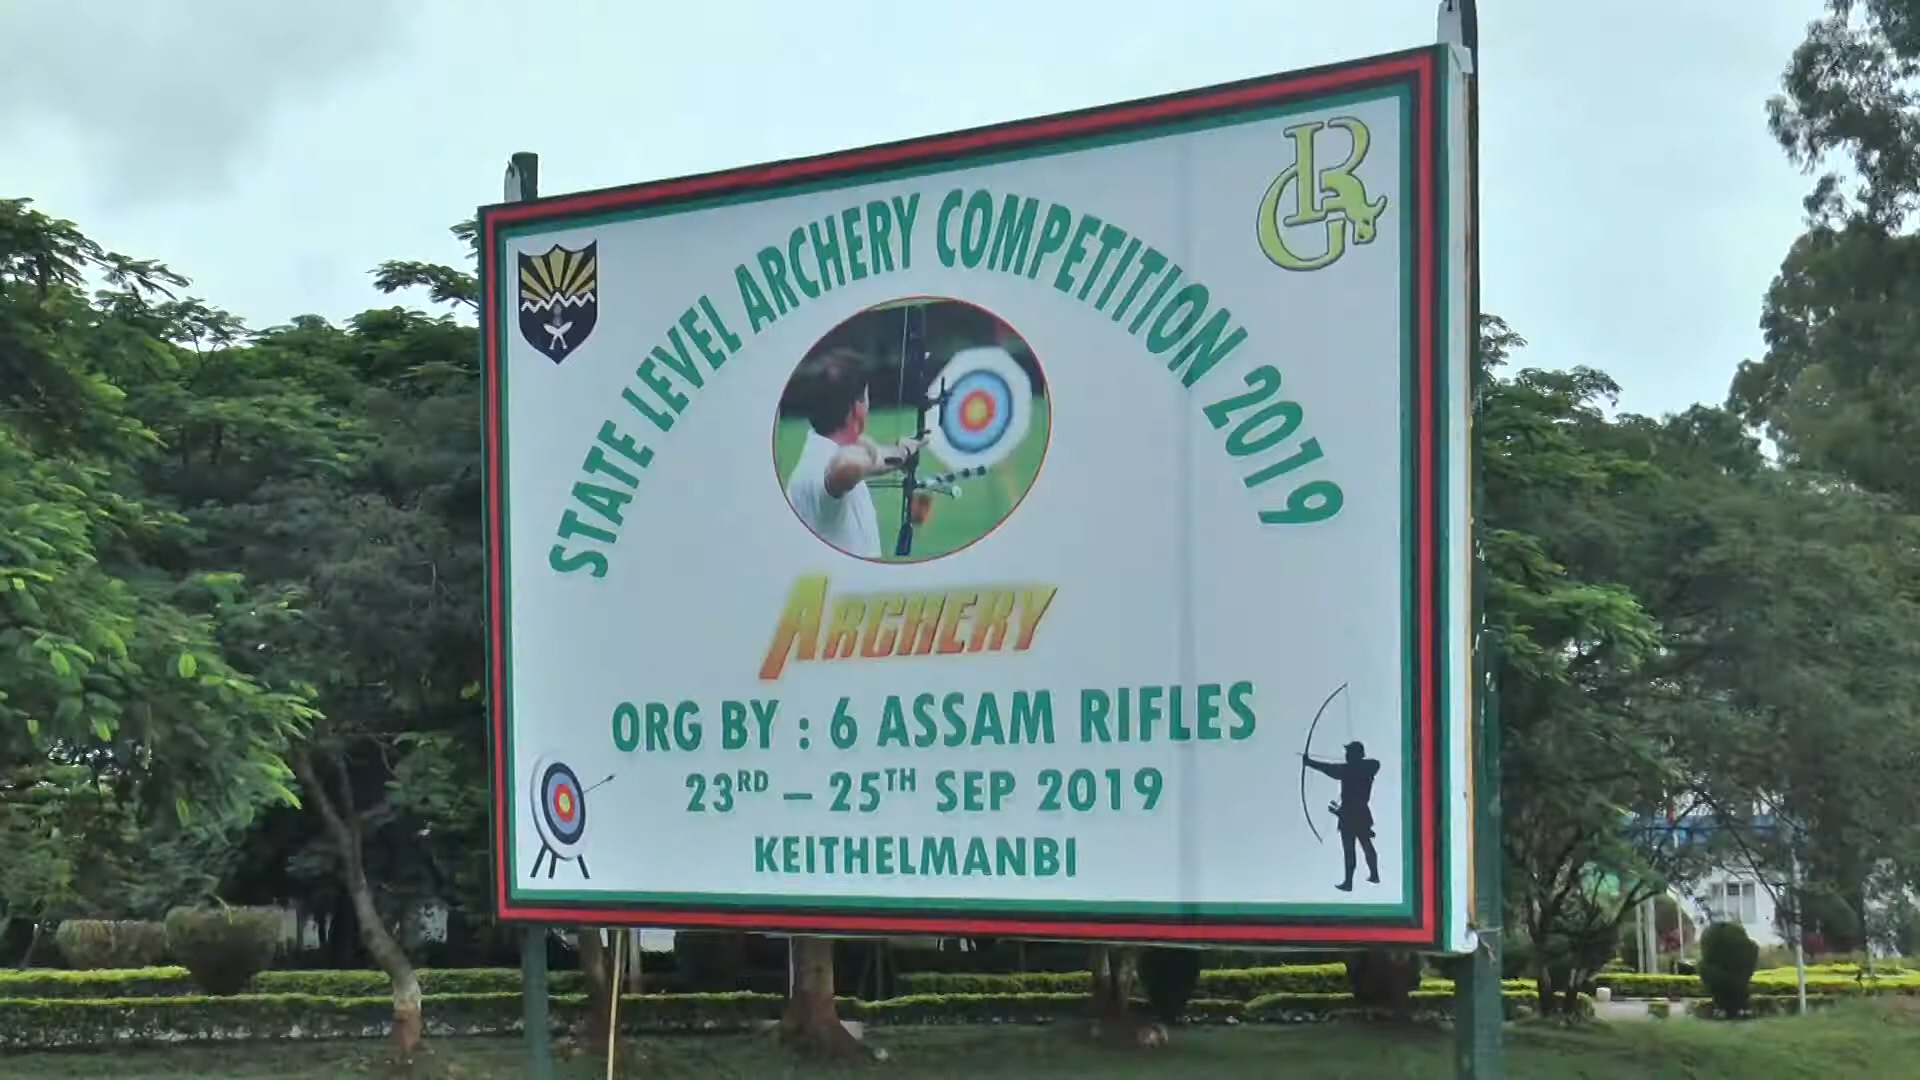 STATE LEVEL ARCHERY COMPETITION 2019
ARCHERY
ORG BY : 6 ASSAM RIFLES
23RD – 25TH SEP 2019
KEITHELMANBI